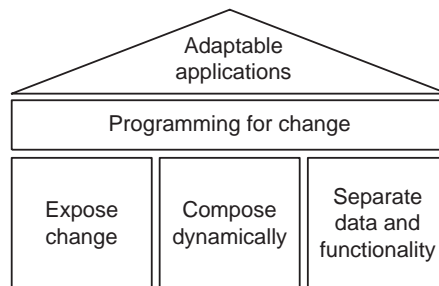 Adaptable
applications
Programming for change
Expose
change
Compose
dynamically
Separate
data and
functionality